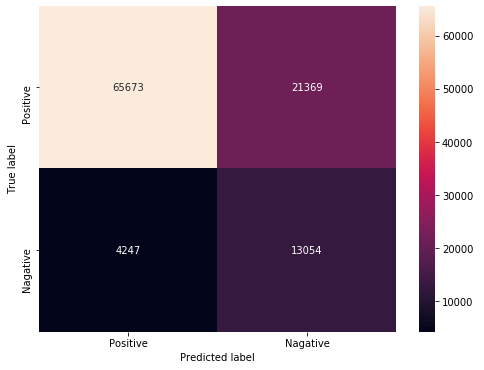 65673
21369
4247
13054
Positive
Nagative
True label
Positive
Nagative
Predicted label
60000
50000
40000
30000
20000
10000